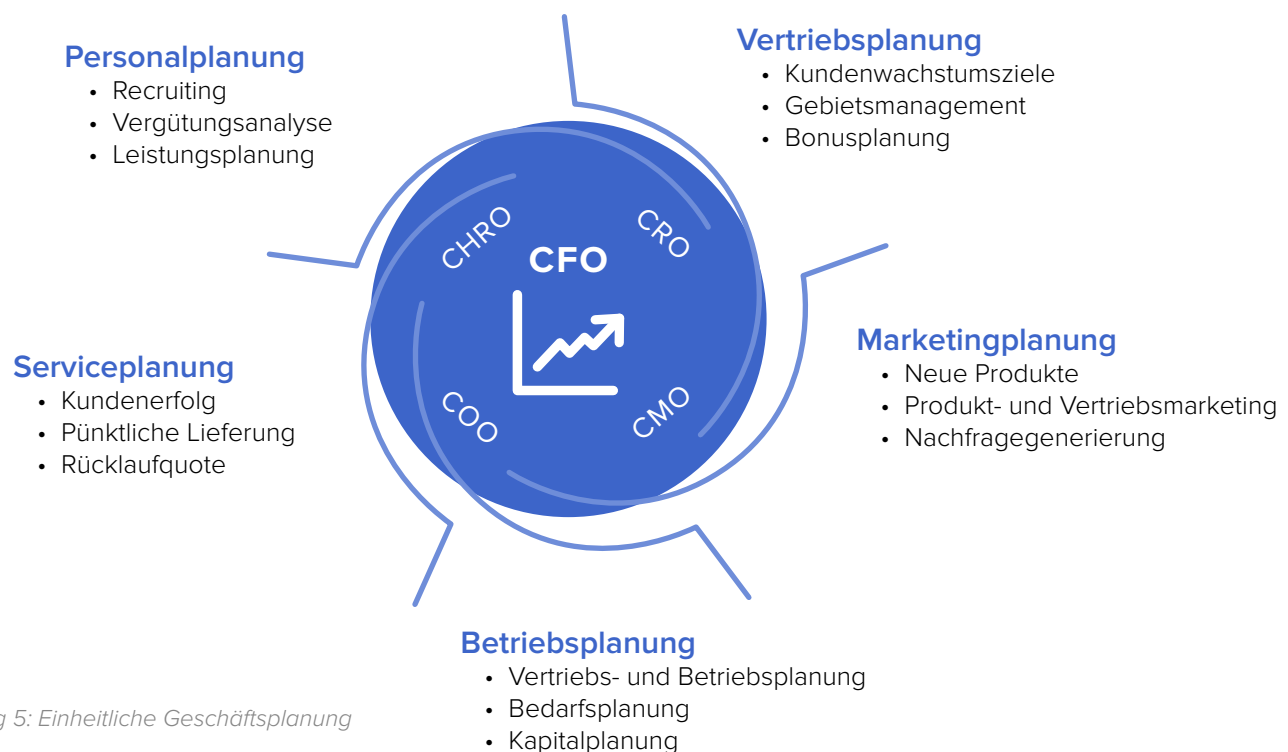 Personalplanung
• Recruiting
• Vergütungsanalyse
• Leistungsplanung
Vertriebsplanung
• Kundenwachstumsziele
• Gebietsmanagement
• Bonusplanung
CHRO
CRO
CFO
COO
CMO
Serviceplanung
• Kundenerfolg
• Pünktliche Lieferung
• Rücklaufquote
Marketingplanung
• Neue Produkte
• Produkt- und Vertriebsmarketing
• Nachfragegenerierung
Betriebsplanung
• Vertriebs- und Betriebsplanung
• Bedarfsplanung
• Kapitalplanung
g 5: Einheitliche Geschäftsplanung